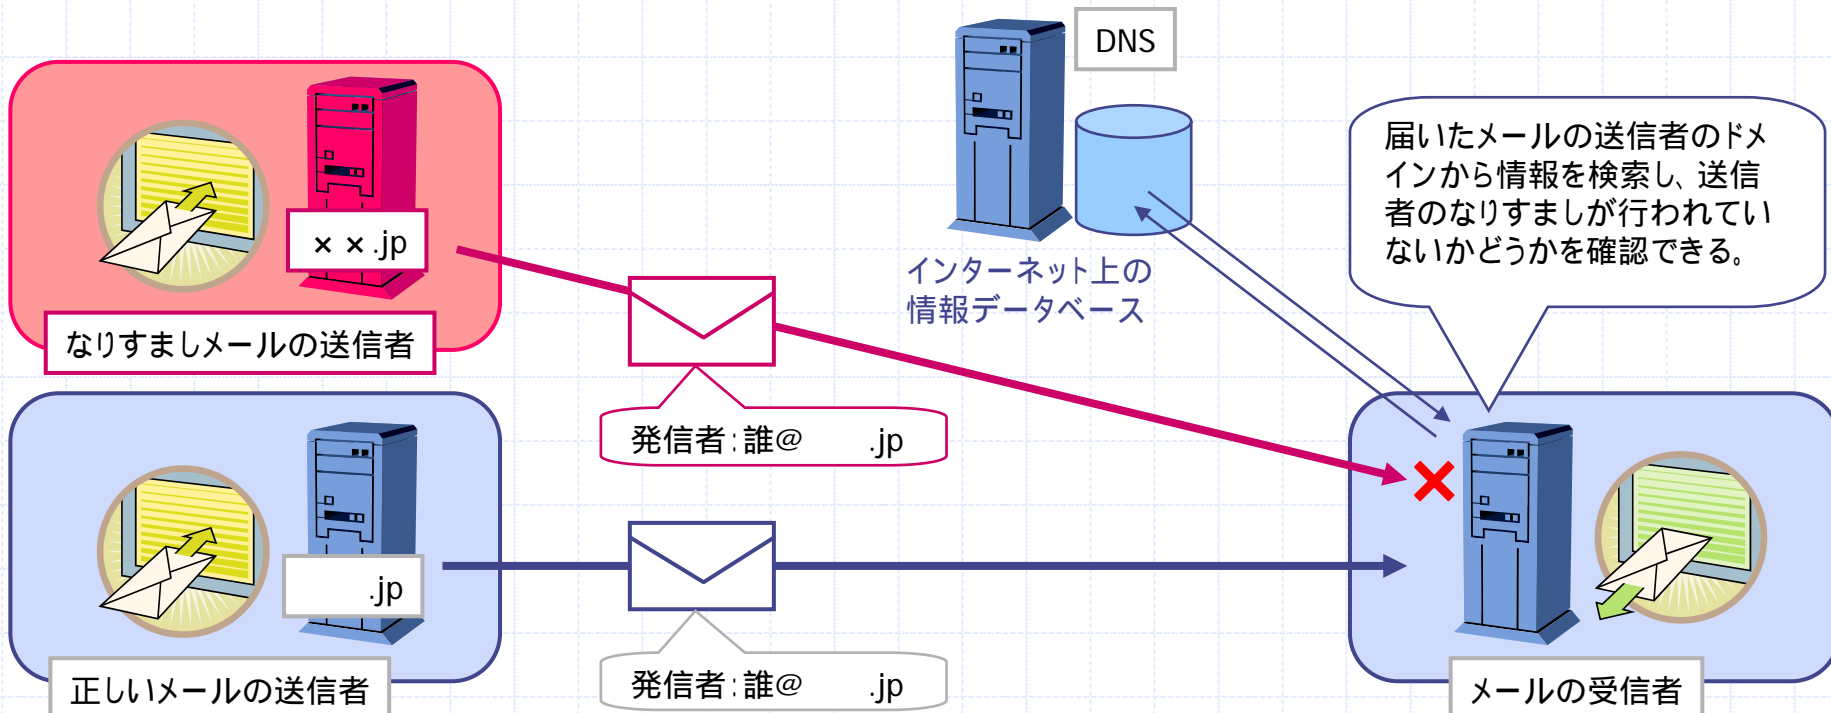 DNS
届いたメールの送信者のドメ
インから情報を検索し、送信
者のなりすましが行われてい
ないかどうかを確認できる。
××.jp
インターネット上の
情報データベース
なりすましメールの送信者
発信者:誰@　　.jp
.jp
発信者:誰@　　.jp
正しいメールの送信者
メールの受信者